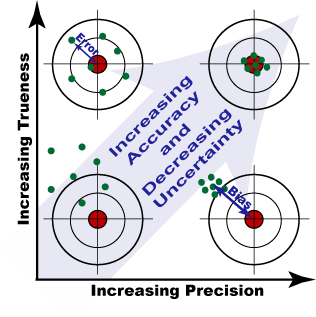 Error
Increasing Trueness
Increasing
Accuracy
and
Decreasing
Uncertainty
Bias
Increasing Precision